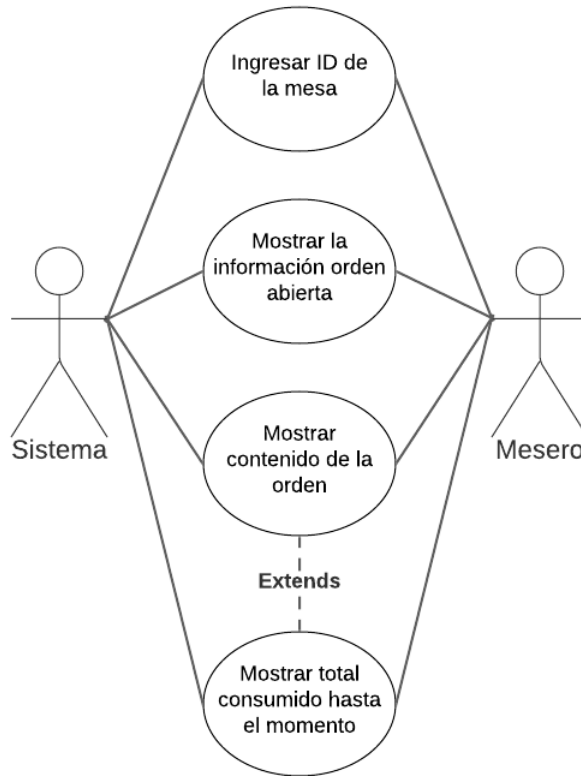 Ingresar ID de
la mesa
Mostrar la
información orden
abierta
Sistema
Mesero
Mostrar
contenido de la
orden
Extends
Mostrar total
consumido hasta
el momento